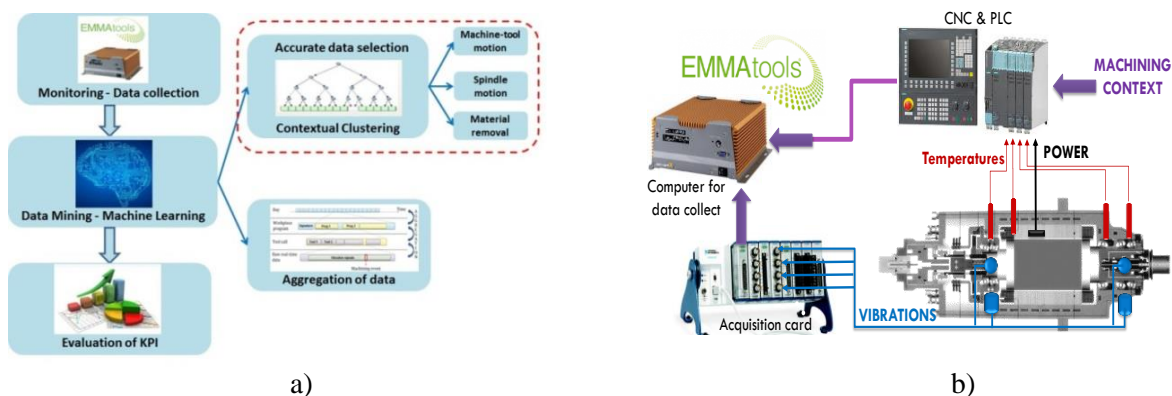 EMMAtools
Monitoring - Data collection
Data Mining - Machine Learning
Evaluation of KPI
Accurate data selection
Contextual Clustering
Machine-tool
motion
Spindle
motion
Material
removal
Aggregation of data
a)
CNC & PLC
EMMAtools
MACHINING
CONTEXT
Computer for
data collect
Temperatures
POWER
Acquisition card
VIBRATIONS
b)